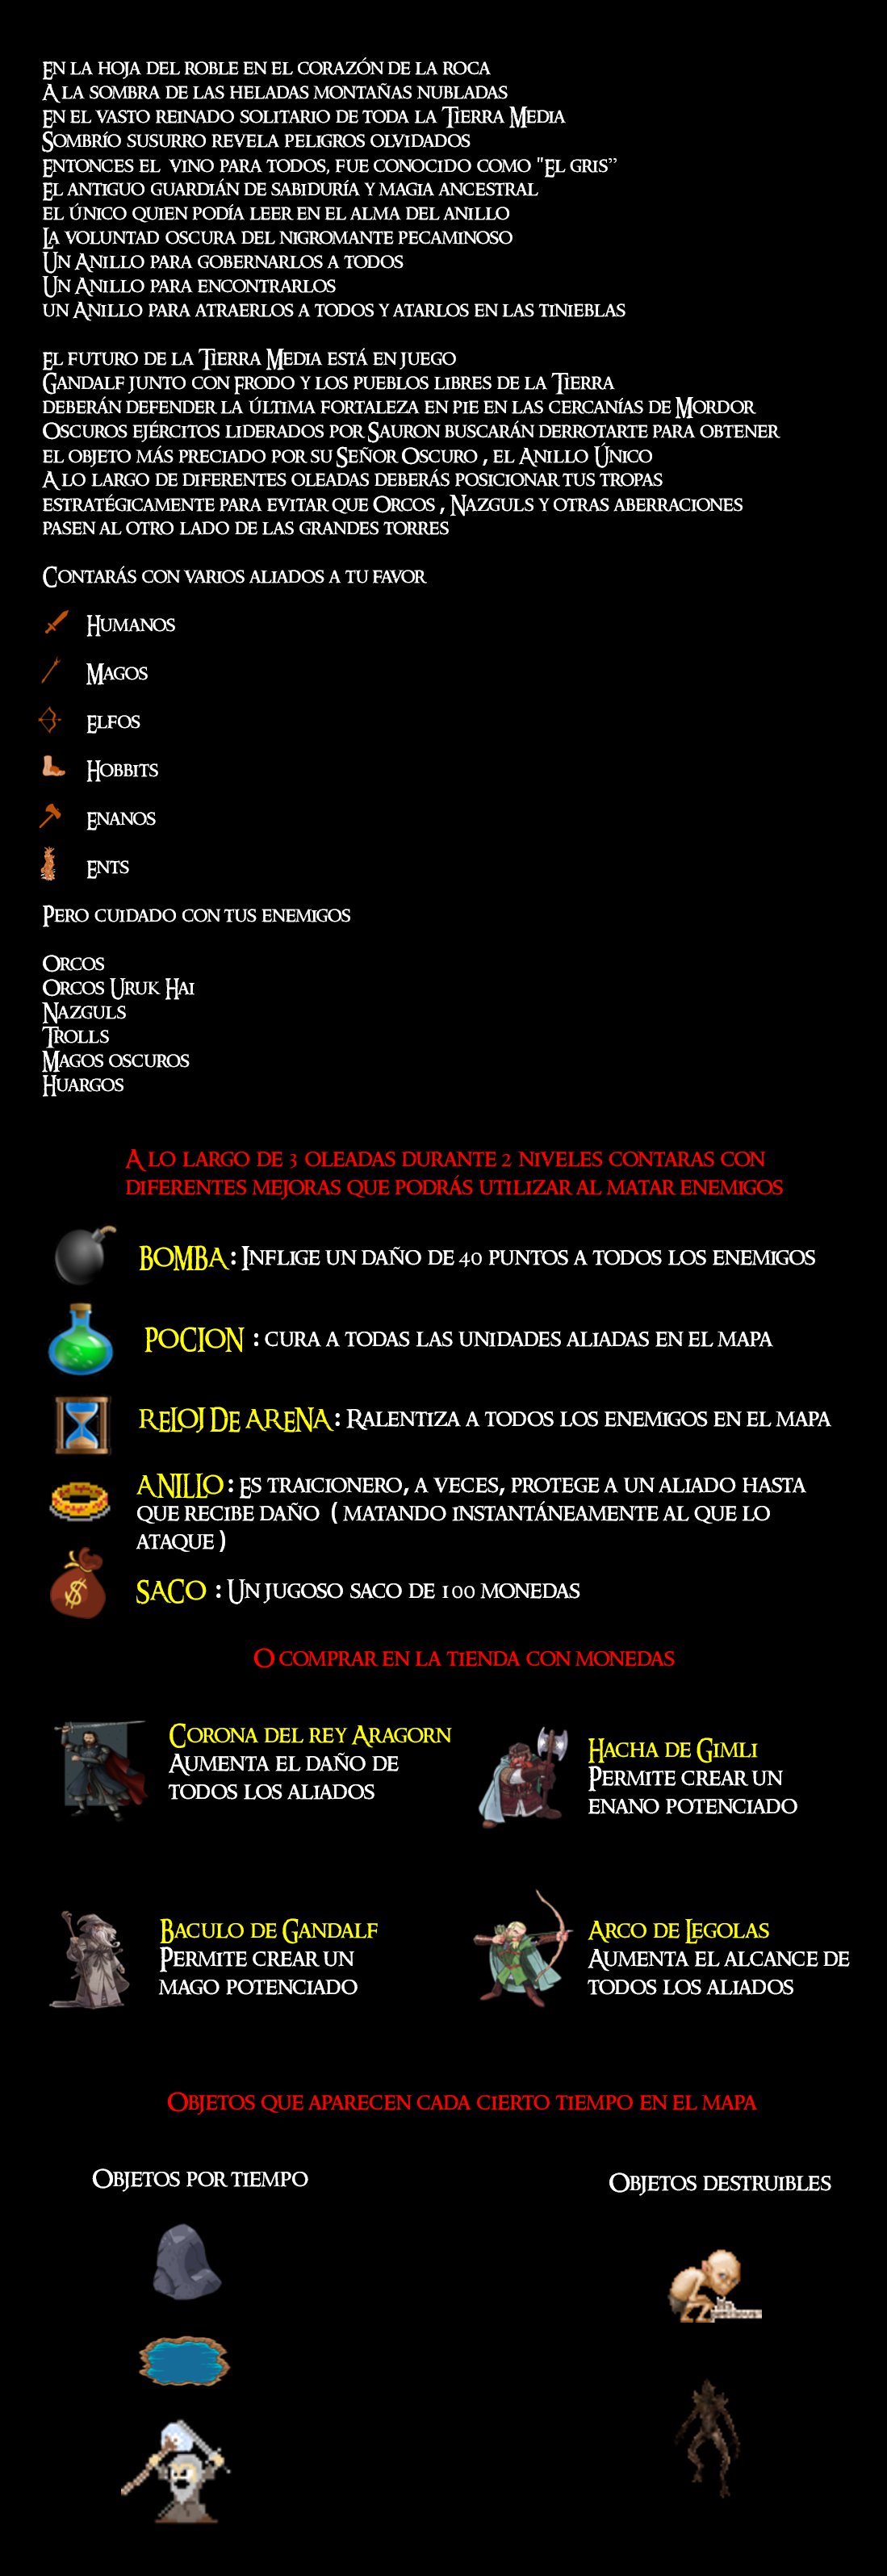 En la hoja del roble en el corazón de la roca
A la sombra de las heladas montañas nubladas
En el vasto reinado solitario de toda la Tierra Media
Sombrío susurro revela peligros olvidados
Entonces el vino para todos, fue conocido como "El gris”
El antiguo guardián de sabiduría y magia ancestral
el único quien podía leer en el alma del anillo
La voluntad oscura del nigromante pecaminoso
Un Anillo para gobernarlos a todos
Un Anillo para encontrarlos
un Anillo para atraerlos a todos y atarlos en las tinieblas
El futuro de la Tierra Media está en juego
Gandalf junto con Frodo y los pueblos libres de la Tierra
deberán defender la última fortaleza en pie en las cercanías de Mordor
Oscuros ejércitos liderados por Sauron buscarán derrotarte para obtener
el objeto más preciado por su Señor Oscuro , el Anillo Único
A lo largo de diferentes oleadas deberás posicionar tus tropas
estratégicamente para evitar que Orcos , Nazguls y otras aberraciones
pasen al otro lado de las grandes torres
Contarás con varios aliados a tu favor
Humanos
Magos
Elfos
Hobbits
Enanos
Ents
Pero cuidado con tus enemigos
Orcos
Orcos Uruk Hai
Nazguls
Trolls
Magos oscuros
Huargos
A lo largo de 3 oleadas durante 2 niveles contaras con
diferentes mejoras que podrás utilizar al matar enemigos
BOMBA : Inflige un daño de 40 puntos a todos los enemigos
POCION : cura a todas las unidades aliadas en el mapa
RELOJ DE ARENA : Ralentiza a todos los enemigos en el mapa
ANILLO : Es traicionero, a veces, protege a un aliado hasta
que recibe daño ( matando instantáneamente al que lo
ataque )
SACO : Un jugoso saco de 100 monedas
$
O comprar en la tienda con monedas
Corona del rey Aragorn
Aumenta el daño de
todos los aliados
Hacha de Gimli
Permite crear un
enano potenciado
Baculo de Gandalf
Permite crear un
mago potenciado
Arco de Legolas
Aumenta el alcance de
todos los aliados
Objetos que aparecen cada cierto tiempo en el mapa
Objetos por tiempo
Objetos destruibles